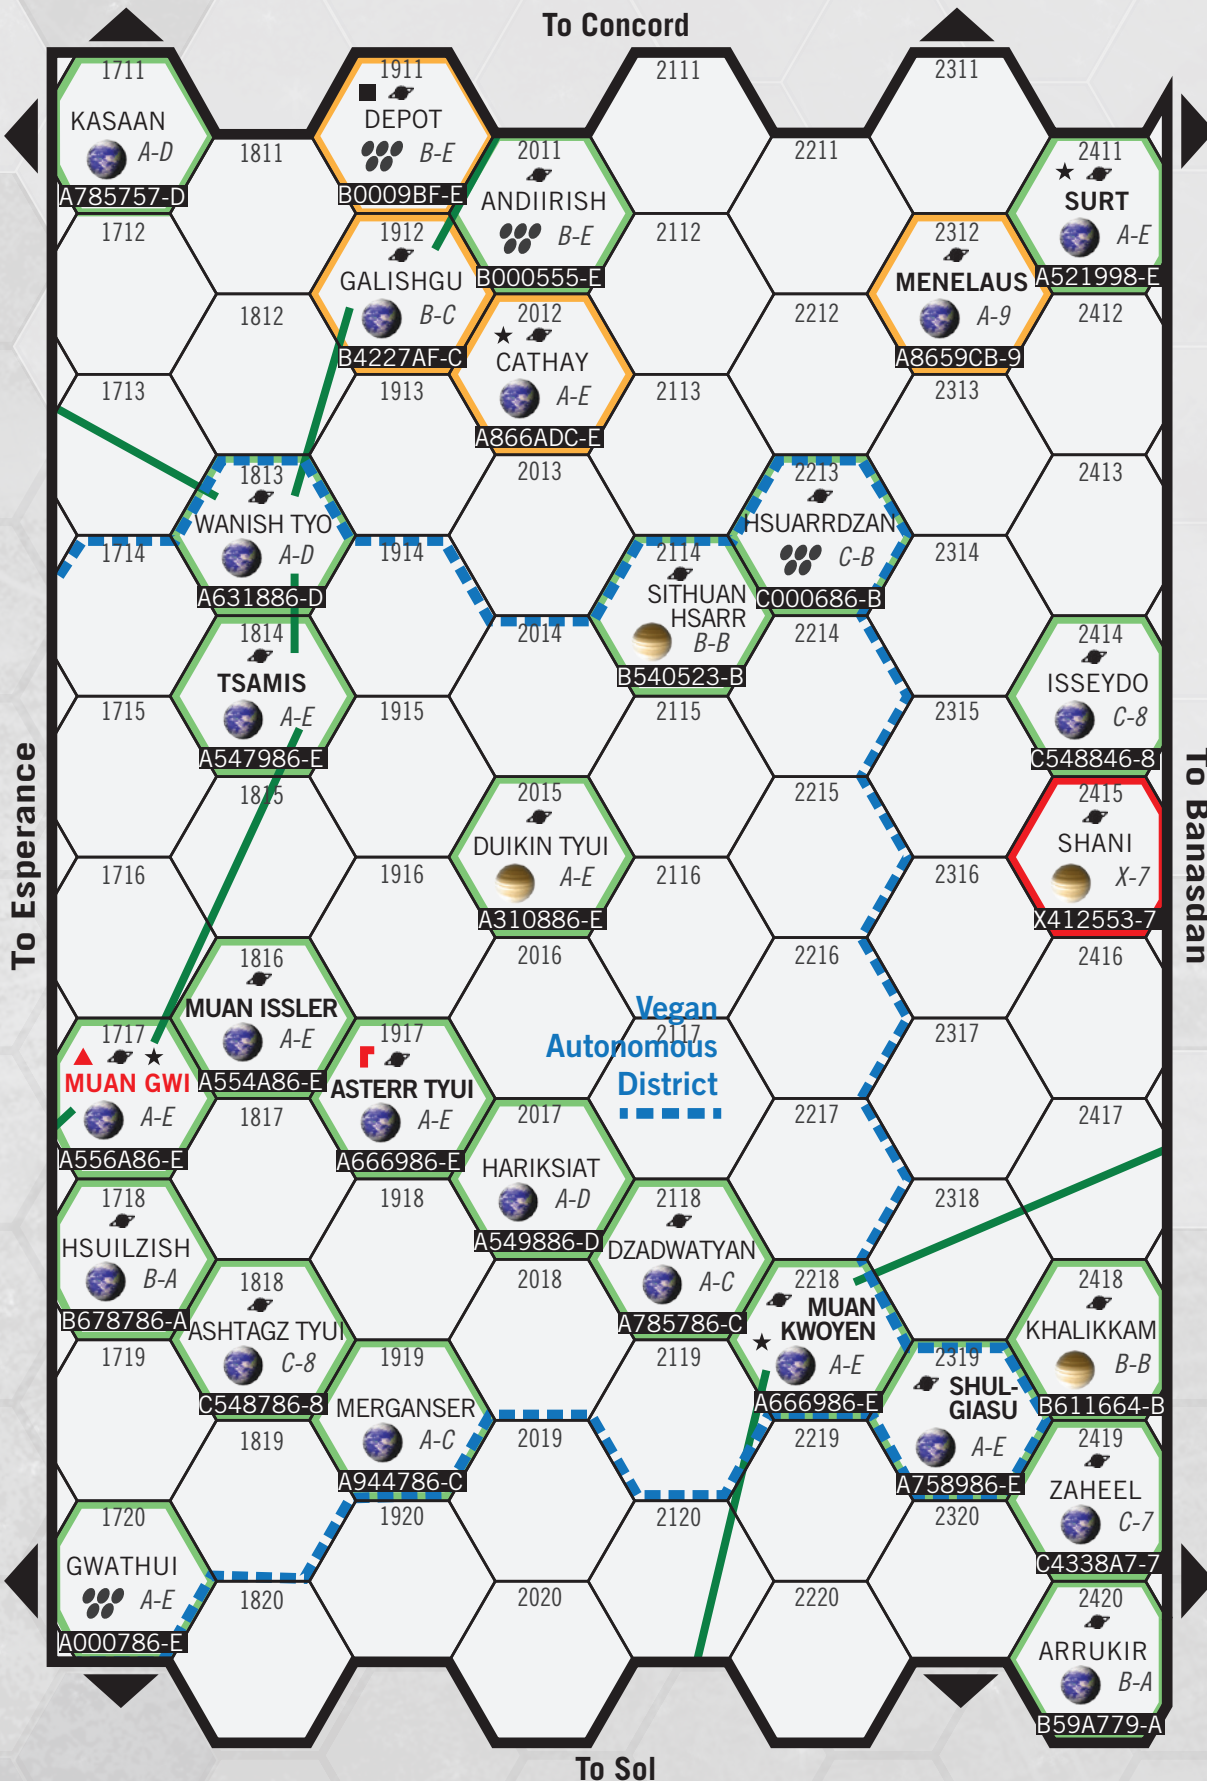 To Concord
To Esperance
To Banasdan
To Sol
1711
KASAAN
A-D
A785757-D
1811
1911
DEPOT
B-E
B0009BF-E
2011
ANDIIRISH
B-E
B000555-E
2111
2211
2311
2411
SURT
A-E
A521998-E
1712
1812
1912
GALISHGU
B-C
B4227AF-C
2012
CATHAY
A-E
A866ADC-E
2112
2212
2312
MENELAUS
A-9
A8659CB-9
2412
1713
1813
WANISH TYO
A-D
A631886-D
1913
2013
2113
2213
HSUARRDZAN
C-B
C000686-B
2313
2413
1714
1814
TSAMIS
A-E
A547986-E
1914
2014
2114
SITHUAN
HSARR
B-B
B540523-B
2214
2314
2414
ISSEYDO
C-8
C548846-8
1715
1815
1915
2015
DUIKIN TYUI
A-E
A310886-E
2115
2215
2315
2415
SHANI
X-7
X412553-7
1716
1816
MUAN ISSLER
A-E
A554A86-E
1916
2016
2116
2216
2316
2416
1717
MUAN GWI
A-E
A556A86-E
1817
1917
ASTERR TYUI
A-E
A666986-E
2017
HARIKSIAT
A-D
A549886-D
Vegan
2117
Autonomous
District
2217
2317
2417
1718
HSUILZISH
B-A
B678786-A
1818
ASHTAGZ TYUI
C-8
C548786-8
1918
2018
2118
DZADWATYAN
A-C
A785786-C
2218
MUAN
KWOYEN
A-E
A666986-E
2318
2418
KHALIKKAM
B-B
B611664-B
1719
1819
1919
MERGANSER
A-C
A944786-C
2019
2119
2219
2319
SHUL-
GIASU
A-E
A758986-E
2419
ZAHEEL
C-7
C4338A7-7
1720
GWATHUI
A-E
A000786-E
1820
1920
2020
2120
2220
2320
2420
ARRUKIR
B-A
B59A779-A